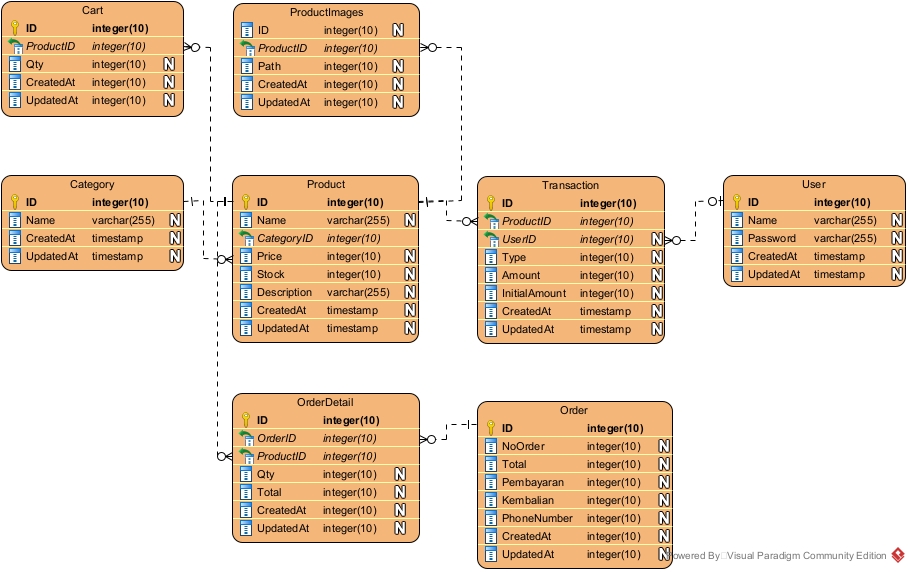 Cart
ID integer(10)
ProductID integer(10)
Qty integer(10) N
CreatedAt integer(10) N
UpdatedAt integer(10) N
ProductImages
ID integer(10) N
ProductID integer(10)
Path integer(10) N
CreatedAt integer(10) N
UpdatedAt integer(10) N
Category
ID integer(10)
Name varchar(255) N
CreatedAt timestamp N
UpdatedAt timestamp N
Product
ID integer(10)
Name varchar(255) N
CategoryID integer(10)
Price integer(10) N
Stock integer(10) N
Description varchar(255) N
CreatedAt timestamp N
UpdatedAt timestamp N
Transaction
ID integer(10)
ProductID integer(10)
UserID integer(10) N
Type integer(10) N
Amount integer(10) N
InitialAmount integer(10) N
CreatedAt timestamp N
UpdatedAt timestamp N
User
ID integer(10)
Name varchar(255) N
Password varchar(255) N
CreatedAt timestamp N
UpdatedAt timestamp N
OrderDetail
ID integer(10)
OrderID integer(10)
ProductID integer(10)
Qty integer(10) N
Total integer(10) N
CreatedAt integer(10) N
UpdatedAt integer(10) N
Order
ID integer(10)
NoOrder integer(10) N
Total integer(10) N
Pembayaran integer(10) N
Kembalian integer(10) N
PhoneNumber integer(10) N
CreatedAt integer(10) N
UpdatedAt integer(10) N
Powered By Visual Paradigm Community Edition